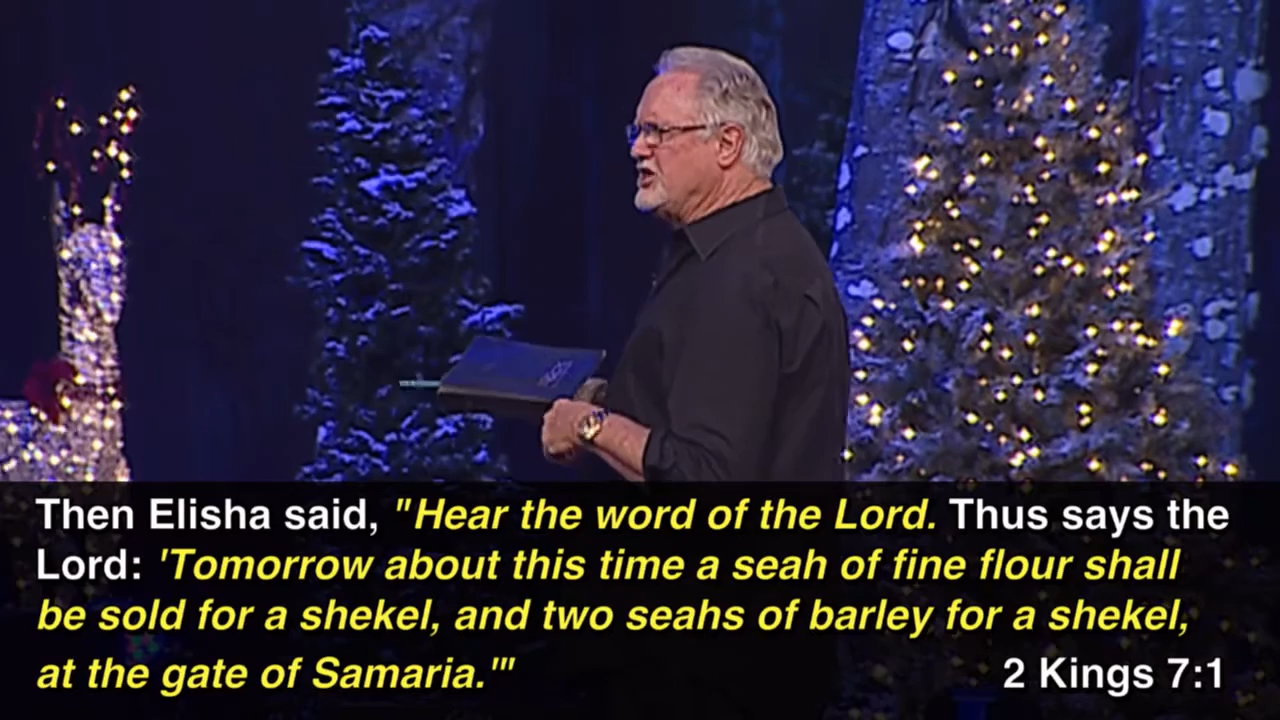 Then Elisha said, "Hear the word of the Lord. Thus says the
Lord: 'Tomorrow about this time a seah of fine flour shall
be sold for a shekel, and two seahs of barley for a shekel,
at the gate of Samaria.'"
2 Kings 7:1